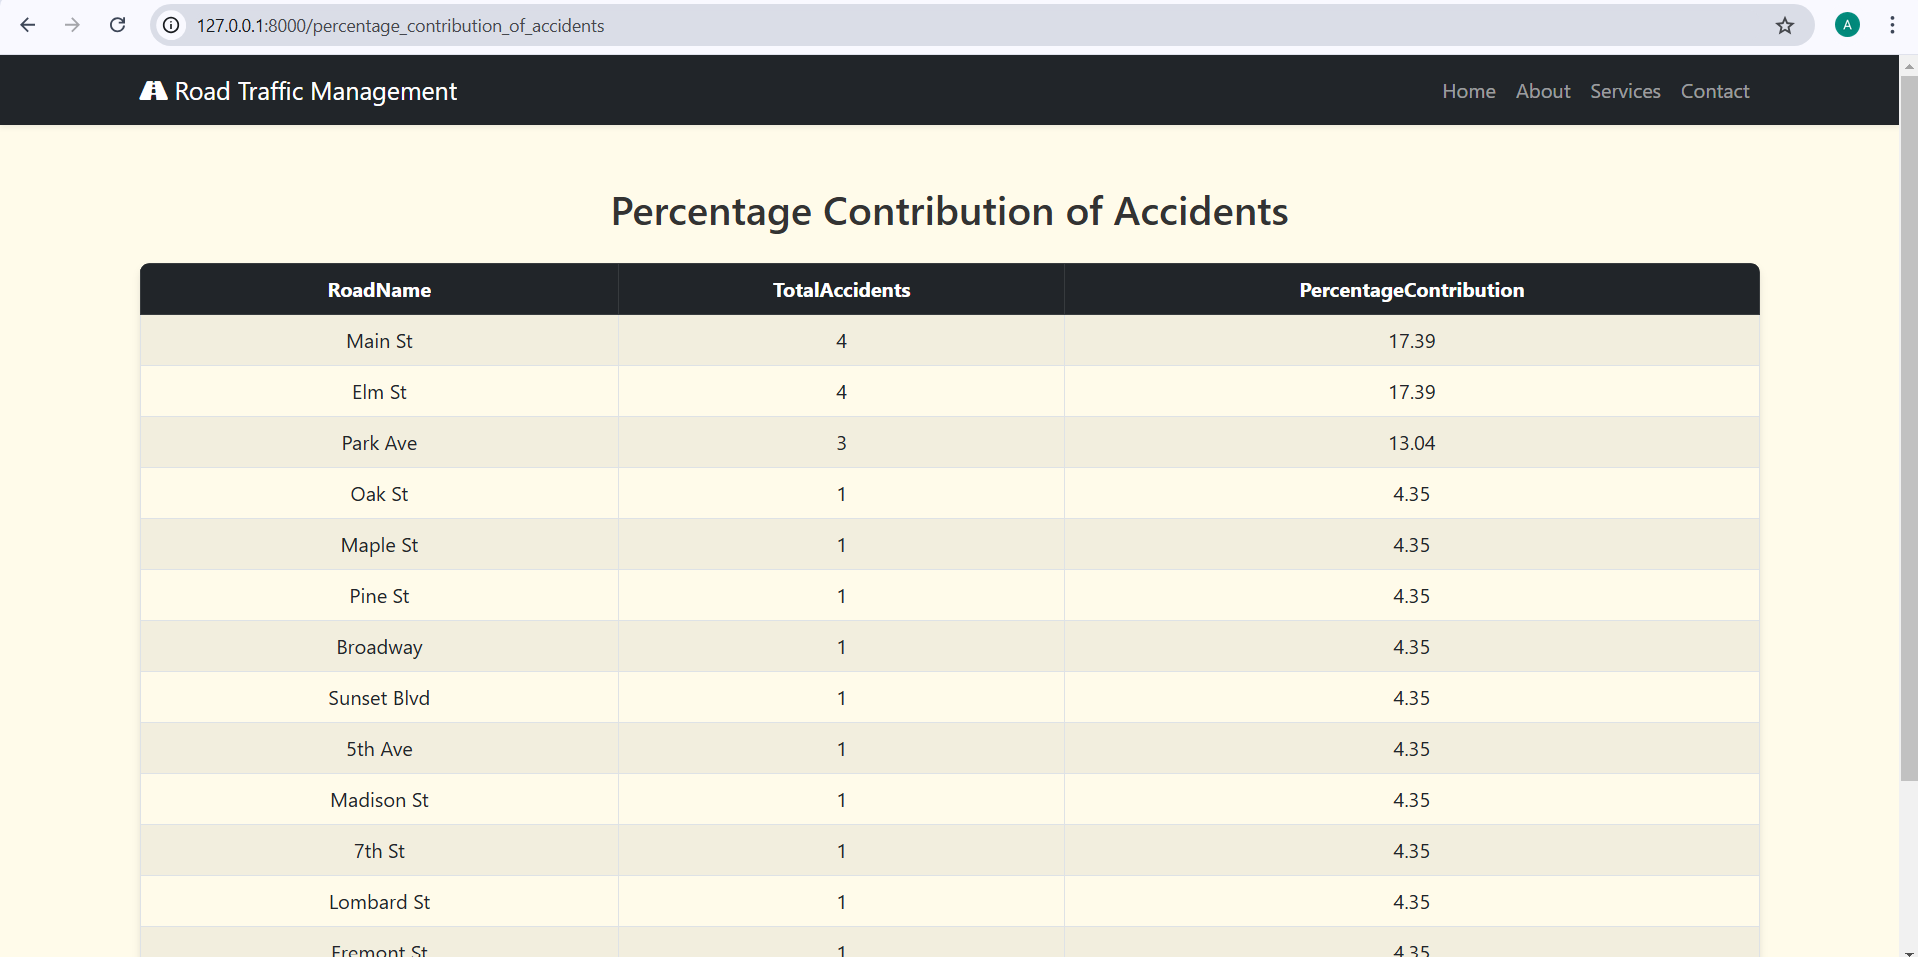 127.0.0.1:8000/percentage_contribution_of_accidents
A
Road Traffic Management
Home About Services Contact
Percentage Contribution of Accidents
RoadName TotalAccidents PercentageContribution
Main St 4 17.39
Elm St 4 17.39
Park Ave 3 13.04
Oak St 1 4.35
Maple St 1 4.35
Pine St 1 4.35
Broadway 1 4.35
Sunset Blvd 1 4.35
5th Ave 1 4.35
Madison St 1 4.35
7th St 1 4.35
Lombard St 1 4.35
Fremont St 1 4.35